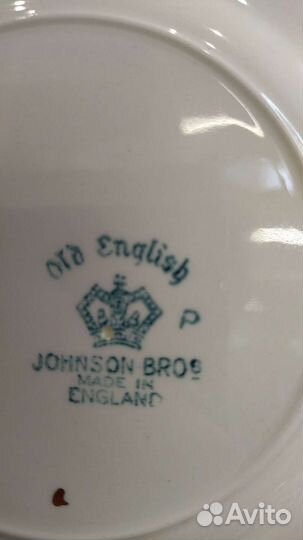 Old English
P
JOHNSON BROS
MADE IN
ENGLAND
Avito